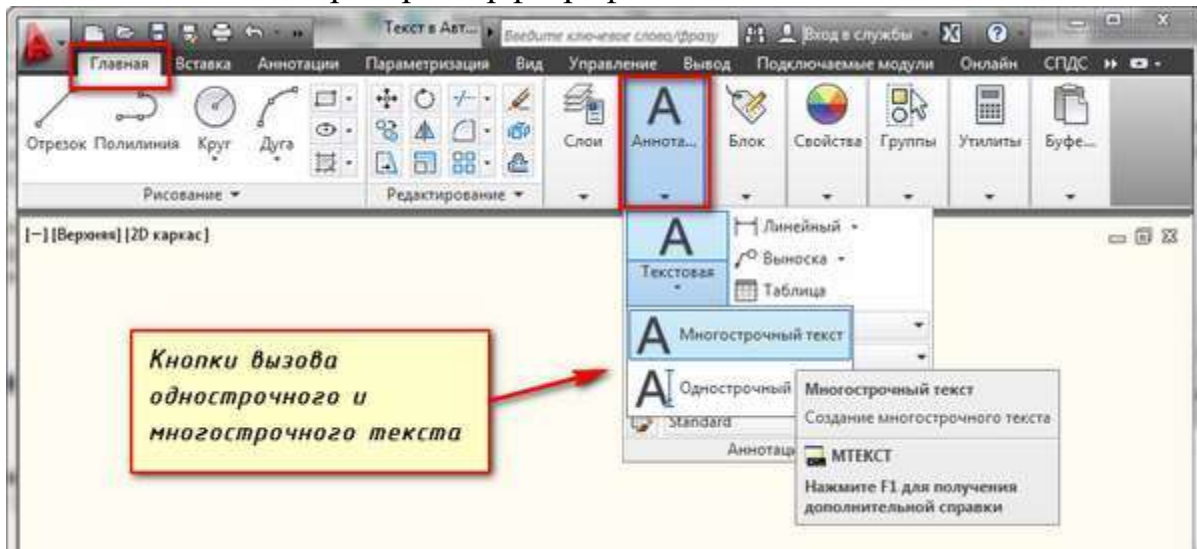 Текст в Авт...
Введите ключевое слово/фразу
Вход в службы
Главная Вставка Аннотации Параметризация Вид Управление Вывод Подключаемые модули Онлайн СПДС
Отрезок Полилиния Круг Дуга Слои Аннота... Блок Свойства Группы Утилиты Буфе...
Рисование Редактирование
[–] [Верхняя] [2D каркас]
Линейный
Выноска
Таблица
Текстовая
Многострочный текст
Однострочный
Standard
Аннотац
Кнопки вызова
однострочного и
многострочного текста
Многострочный текст
Создание многострочного текста
МТЕКСТ
Нажмите F1 для получения
дополнительной справки